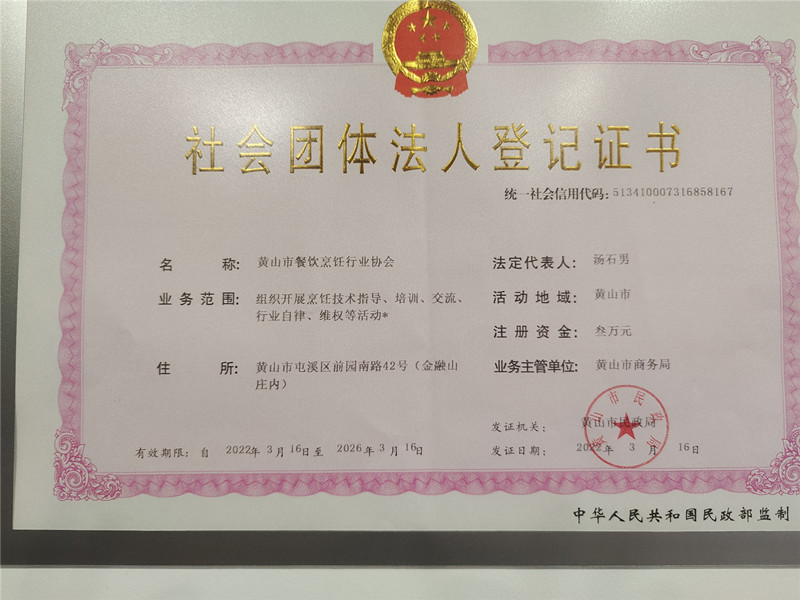 社会团体法人登记证书
统一社会信用代码：513410007316858167
名称： 黄山市餐饮烹饪行业协会
业务范围： 组织开展烹饪技术指导、培训、交流、
行业自律、维权等活动*
住所： 黄山市屯溪区前园南路42号（金融山
庄内）
法定代表人： 汤石男
活动地域： 黄山市
注册资金： 叁万元
业务主管单位： 黄山市商务局
发证机关： 黄山市民政局
发证日期： 2022年 3 月 16日
黄山市民政局
有效期限：自 2022年 3 月 16日至 2026年 3 月 16日
中华人民共和国民政部监制